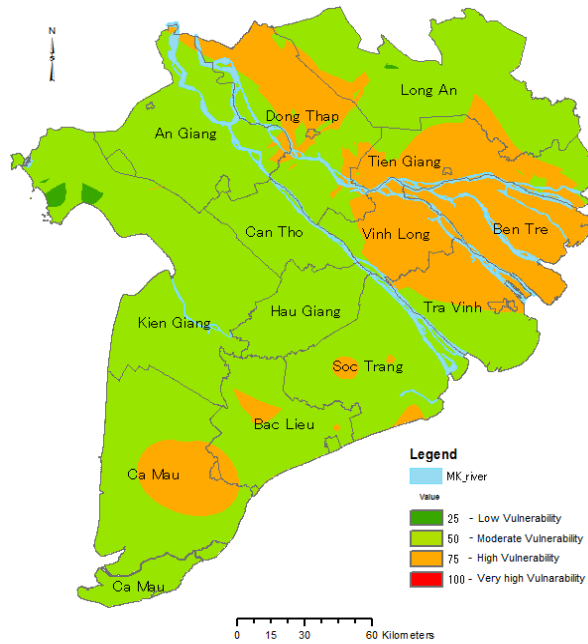 N
Long An
Dong Thap
An Giang
Tien Giang
Ben Tre
Can Tho
Vinh Long
Tra Vinh
Hau Giang
Kien Giang
Soc Trang
Bac Lieu
Ca Mau
Ca Mau
Legend
MK_river
Value
25 - Low Vulnerability
50 - Moderate Vulnerability
75 - High Vulnerability
100 - Very high Vulnarability
0 15 30 60 Kilometers